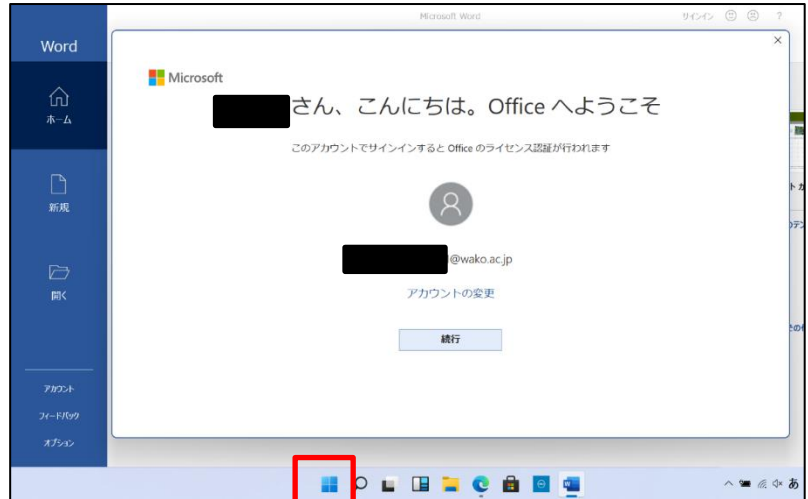 Microsoft Word
サインイン
?
Word
Microsoft
さん、こんにちは。Office へようこそ
ホーム
このアカウントでサインインすると Office のライセンス認証が行われます
新規
@wako.ac.jp
開く
アカウントの変更
続行
アカウント
フィードバック
オプション
あ